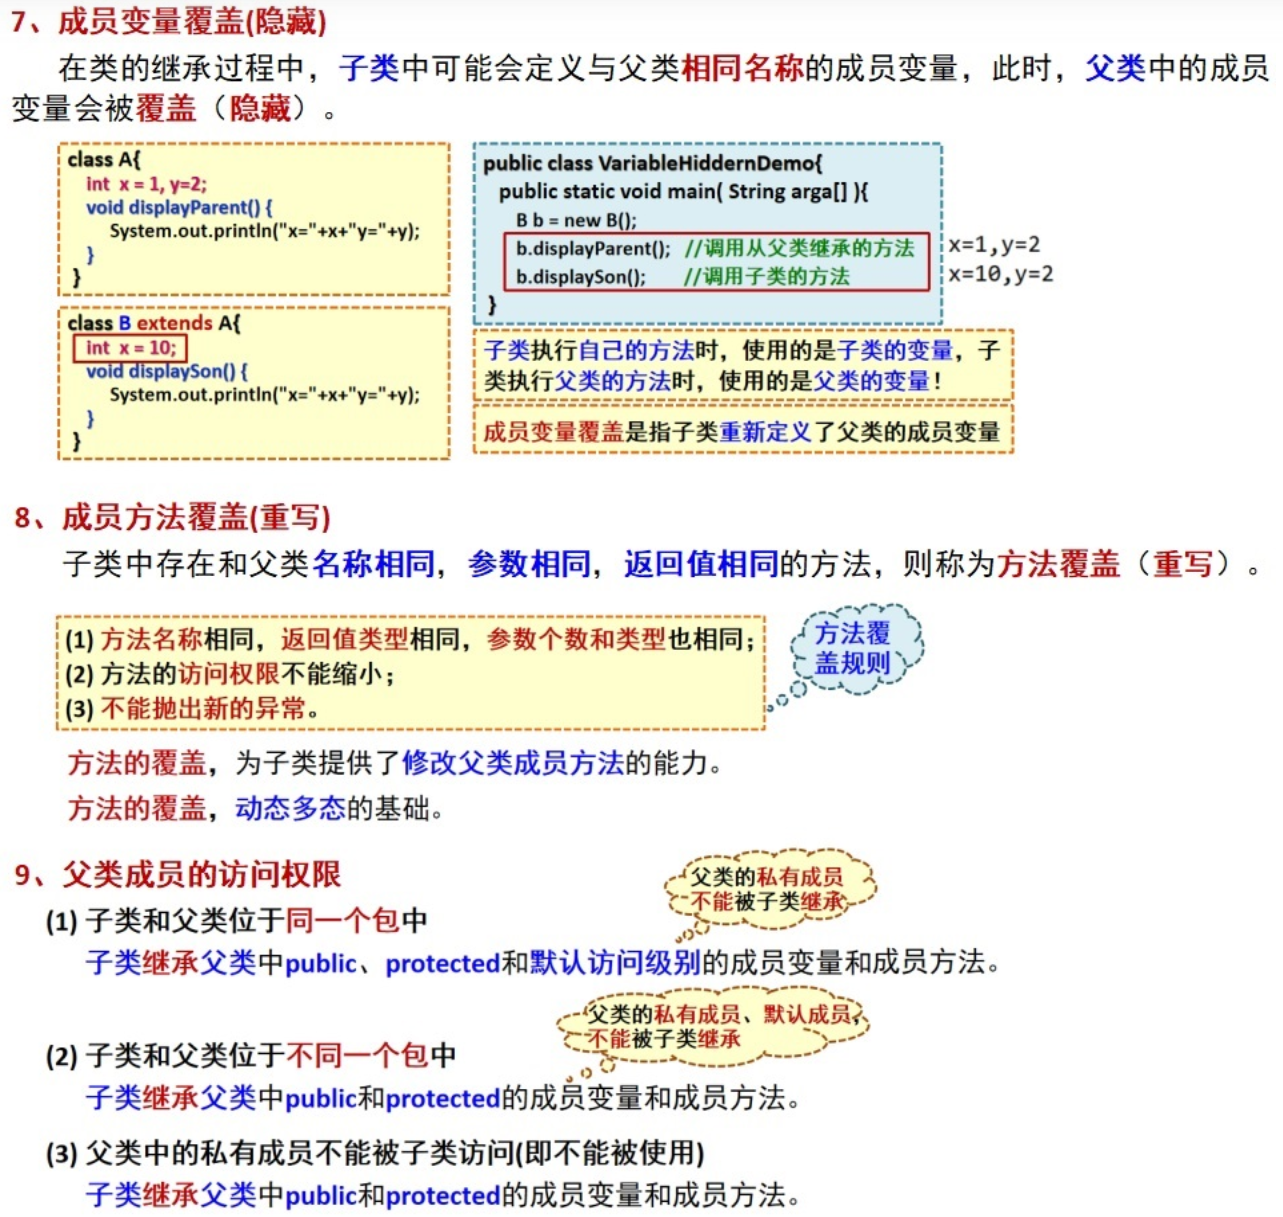 7、成员变量覆盖(隐藏)
在类的继承过程中，子类中可能会定义与父类相同名称的成员变量，此时，父类中的成员
变量会被覆盖（隐藏）。
class A{
int x = 1, y=2;
void displayParent() {
System.out.println("x="+x+"y="+y);
}
}
class B extends A{
int x = 10;
void displaySon() {
System.out.println("x="+x+"y="+y);
}
}
public class VariableHiddernDemo{
public static void main( String arga[] ){
B b = new B();
b.displayParent(); //调用从父类继承的方法
b.displaySon(); //调用子类的方法
}
x=1,y=2
x=10,y=2
子类执行自己的方法时，使用的是子类的变量，子
类执行父类的方法时，使用的是父类的变量！
成员变量覆盖是指子类重新定义了父类的成员变量
8、成员方法覆盖(重写)
子类中存在和父类名称相同，参数相同，返回值相同的方法，则称为方法覆盖（重写）。
(1) 方法名称相同，返回值类型相同，参数个数和类型也相同；
(2) 方法的访问权限不能缩小；
(3) 不能抛出新的异常。
方法覆
盖规则
方法的覆盖，为子类提供了修改父类成员方法的能力。
方法的覆盖，动态多态的基础。
9、父类成员的访问权限
父类的私有成员
不能被子类继承
(1) 子类和父类位于同一个包中
子类继承父类中public、protected和默认访问级别的成员变量和成员方法。
父类的私有成员、默认成员，
不能被子类继承
(2) 子类和父类位于不同一个包中
子类继承父类中public和protected的成员变量和成员方法。
(3) 父类中的私有成员不能被子类访问(即不能被使用)
子类继承父类中public和protected的成员变量和成员方法。